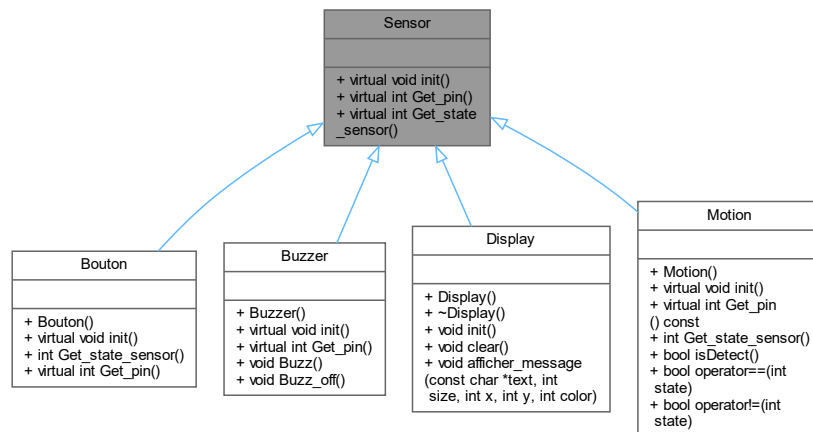 Sensor
+ virtual void init()
+ virtual int Get_pin()
+ virtual int Get_state
_sensor()
Bouton
+ Bouton()
+ virtual void init()
+ int Get_state_sensor()
+ virtual int Get_pin()
Buzzer
+ Buzzer()
+ virtual void init()
+ virtual int Get_pin()
+ void Buzz()
+ void Buzz_off()
Display
+ Display()
+ ~Display()
+ void init()
+ void clear()
+ void afficher_message
(const char *text, int
size, int x, int y, int color)
Motion
+ Motion()
+ virtual void init()
+ virtual int Get_pin
() const
+ int Get_state_sensor()
+ bool isDetect()
+ bool operator==(int
state)
+ bool operator!=(int
state)